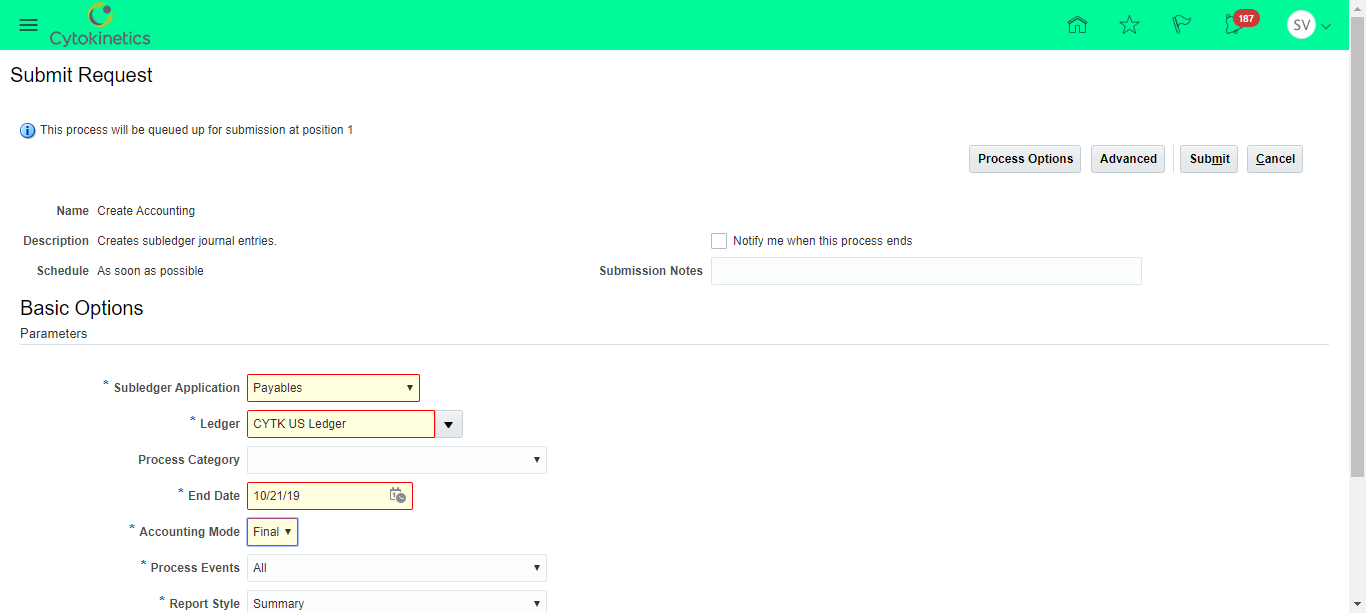 Cytokinetics
187
SV
Submit Request
This process will be queued up for submission at position 1
Process Options Advanced Submit Cancel
Name Create Accounting
Description Creates subledger journal entries.
Notify me when this process ends
Schedule As soon as possible
Submission Notes
Basic Options
Parameters
* Subledger Application Payables
* Ledger CYTK US Ledger
Process Category
* End Date 10/21/19
* Accounting Mode Final
* Process Events All
* Report Style Summary